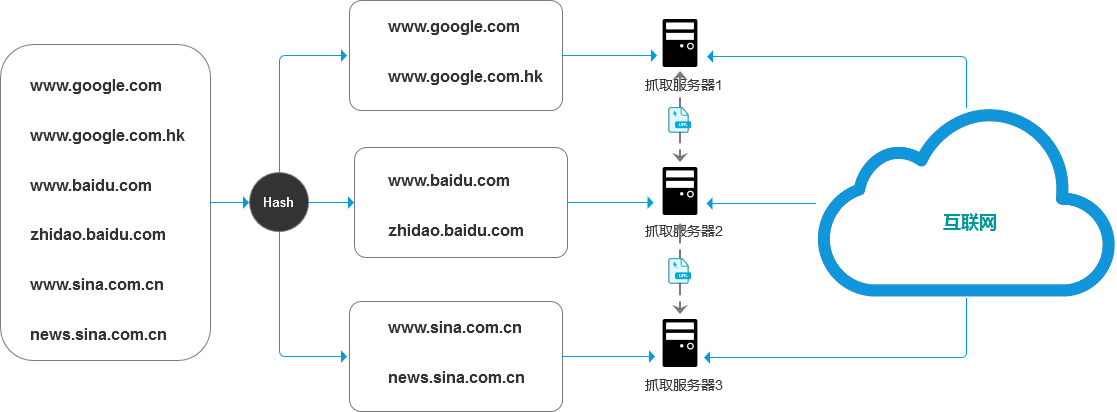 www.google.com
www.google.com.hk
www.baidu.com
zhidao.baidu.com
www.sina.com.cn
news.sina.com.cn
Hash
www.google.com
www.google.com.hk
www.baidu.com
zhidao.baidu.com
www.sina.com.cn
news.sina.com.cn
抓取服务器1
URL
抓取服务器2
URL
抓取服务器3
互联网